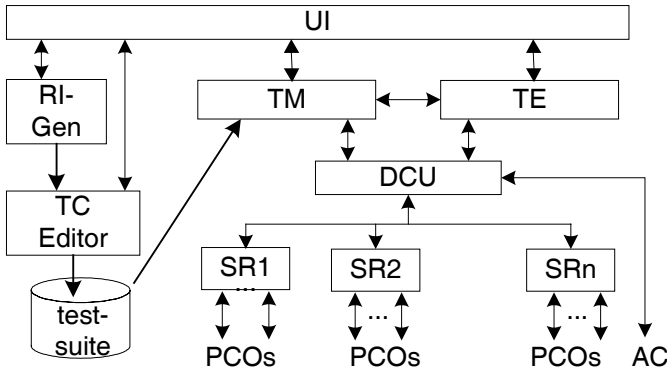 UI
RI-
Gen
TM
TE
TC
Editor
DCU
SR1
SR2
SRn
...
...
...
test-
suite
PCOs
PCOs
PCOs
AC